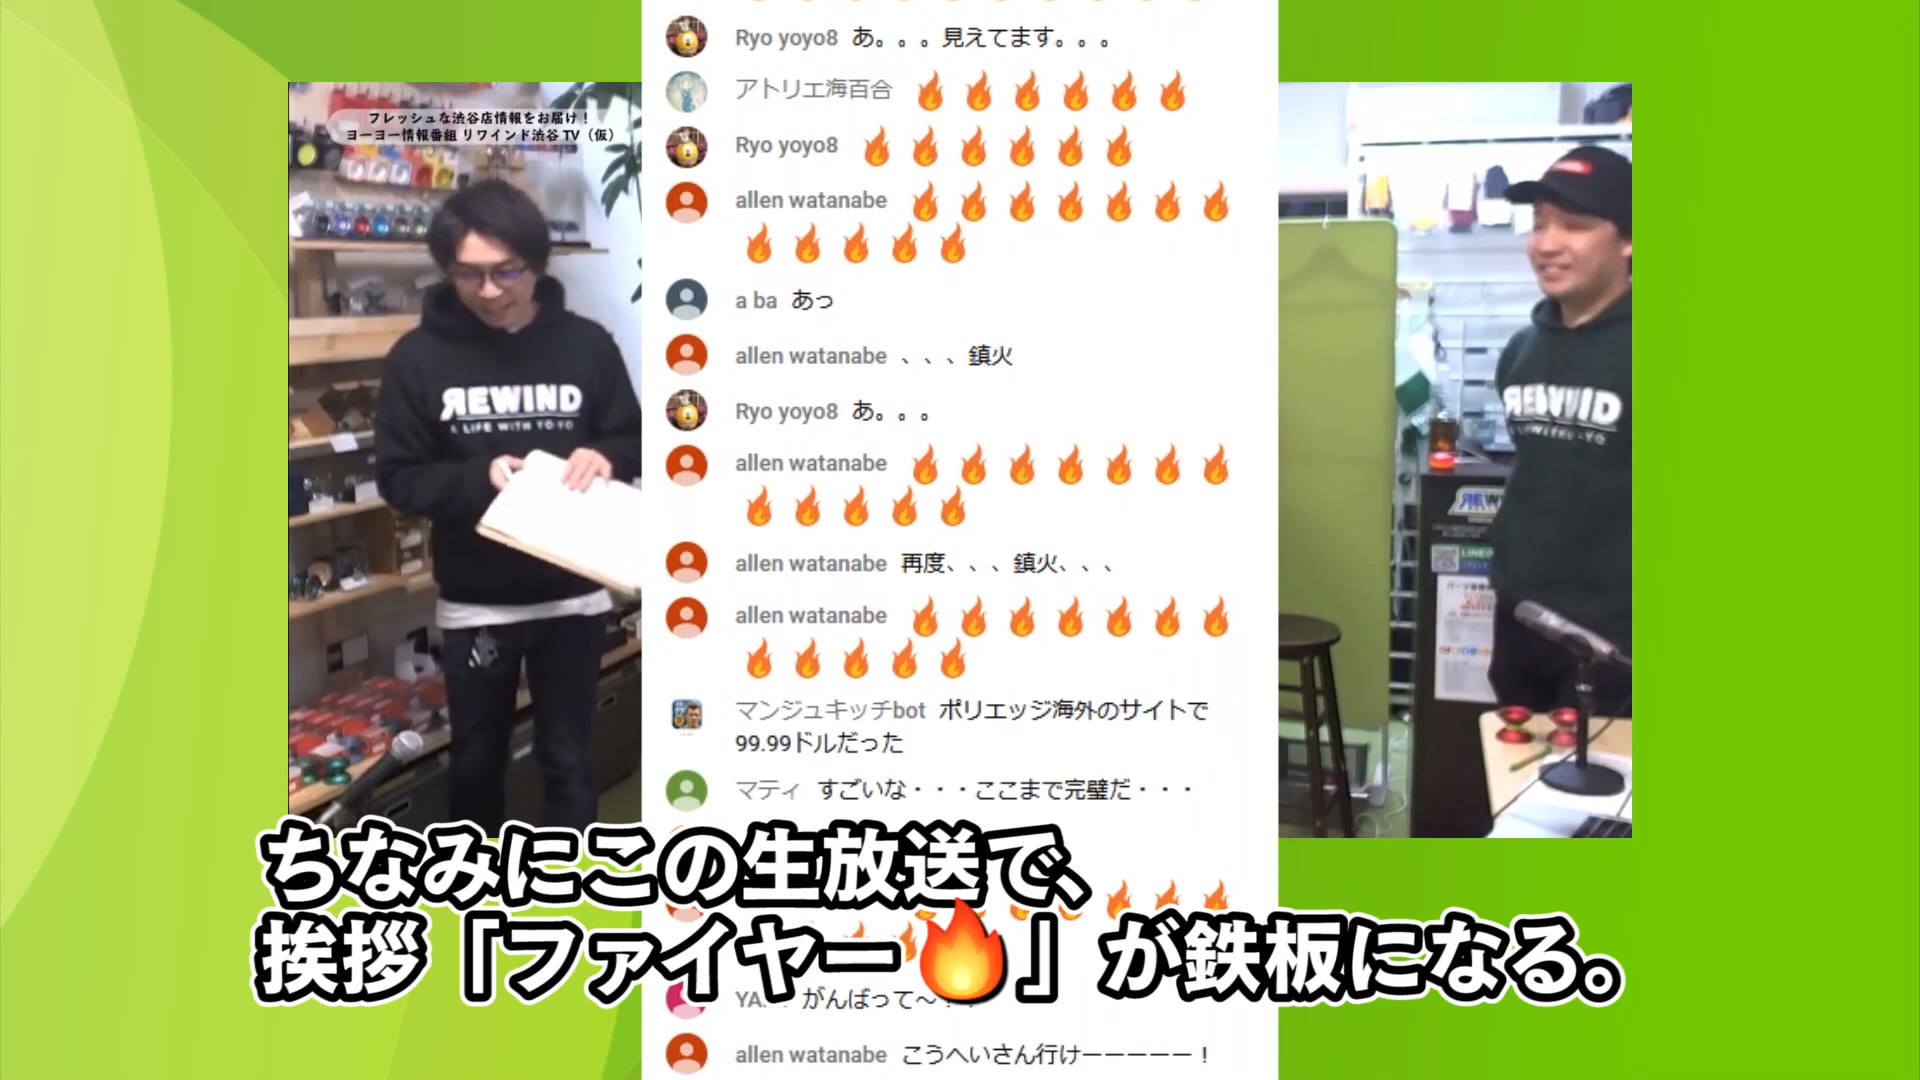 Ryo yoyo8 あ。。。見えてます。。。
アトリエ海百合 🔥🔥🔥🔥🔥🔥
フレッシュな渋谷店情報をお届け！
ヨーヨー情報番組 リワインド渋谷TV（仮）
Ryo yoyo8 🔥🔥🔥🔥🔥🔥
allen watanabe 🔥🔥🔥🔥🔥🔥🔥
🔥🔥🔥🔥🔥
a ba あっ
allen watanabe 、、、鎮火
Ryo yoyo8 あ。。。
REWIND
LIFE WITH YO-YO
REWIND
allen watanabe 🔥🔥🔥🔥🔥🔥🔥
🔥🔥🔥🔥🔥
allen watanabe 再度、、、鎮火、、、
LINE
allen watanabe 🔥🔥🔥🔥🔥🔥🔥
🔥🔥🔥🔥🔥
マンジュキッチbot ポリエッジ海外のサイトで
99.99ドルだった
マティ すごいな・・・ここまで完璧だ・・・
ちなみにこの生放送で、
挨拶「ファイヤー🔥」が鉄板になる。
がんばって〜！
allen watanabe こうへいさん行けーーーーー！